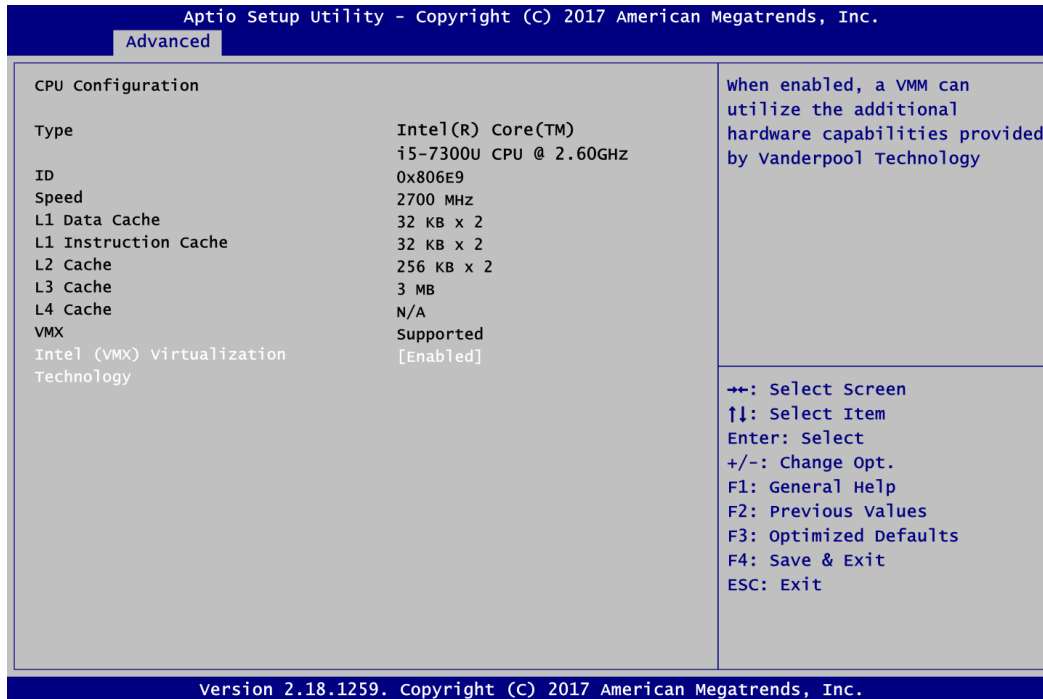 Aptio Setup Utility – Copyright (C) 2017 American Megatrends, Inc.
Advanced
CPU Configuration
Type Intel(R) Core(TM)
i5-7300U CPU @ 2.60GHz
ID 0x806E9
Speed 2700 MHz
L1 Data Cache 32 KB x 2
L1 Instruction Cache 32 KB x 2
L2 Cache 256 KB x 2
L3 Cache 3 MB
L4 Cache N/A
VMX Supported
Intel (VMX) Virtualization [Enabled]
Technology
When enabled, a VMM can
utilize the additional
hardware capabilities provided
by Vanderpool Technology
→←: Select Screen
↑↓: Select Item
Enter: Select
+/-: Change Opt.
F1: General Help
F2: Previous Values
F3: Optimized Defaults
F4: Save & Exit
ESC: Exit
Version 2.18.1259. Copyright (C) 2017 American Megatrends, Inc.